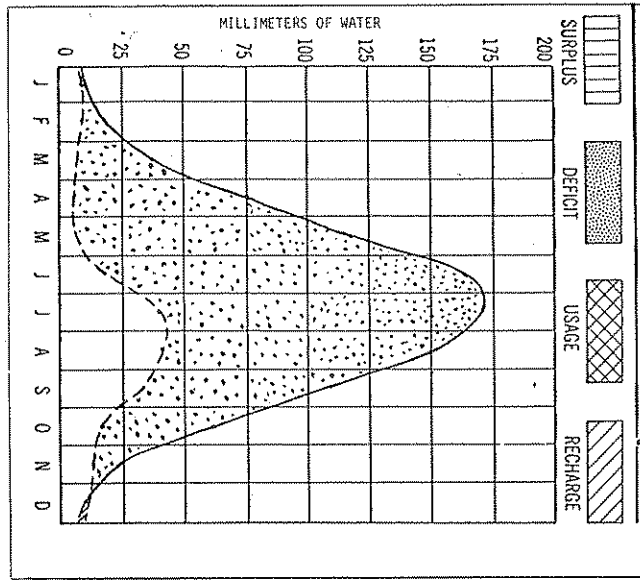 SURPLUS
DEFICIT
USAGE
RECHARGE
MILLIMETERS OF WATER
200
175
150
125
100
75
50
25
0
J F M A M J J A S O N D